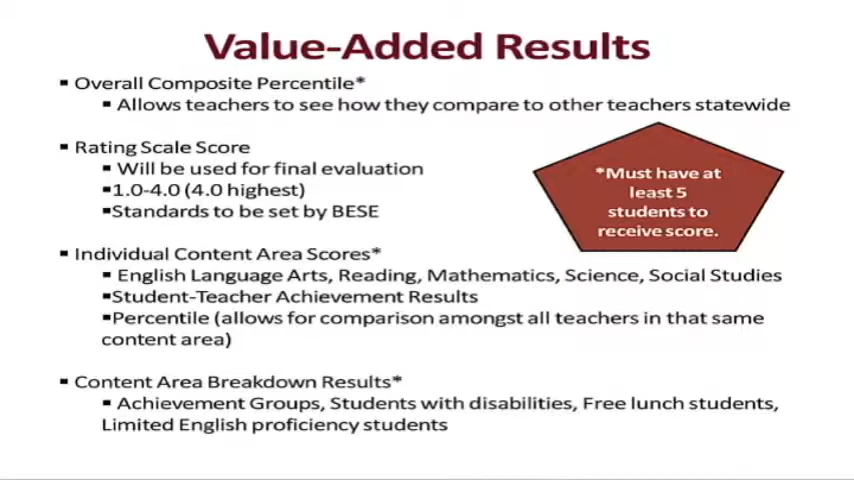 Value-Added Results
▪ Overall Composite Percentile*
▪ Allows teachers to see how they compare to other teachers statewide
▪ Rating Scale Score
▪ Will be used for final evaluation
▪1.0-4.0 (4.0 highest)
▪Standards to be set by BESE
*Must have at
least 5
students to
receive score.
▪ Individual Content Area Scores*
▪ English Language Arts, Reading, Mathematics, Science, Social Studies
▪Student-Teacher Achievement Results
▪Percentile (allows for comparison amongst all teachers in that same
content area)
▪ Content Area Breakdown Results*
▪ Achievement Groups, Students with disabilities, Free lunch students,
Limited English proficiency students